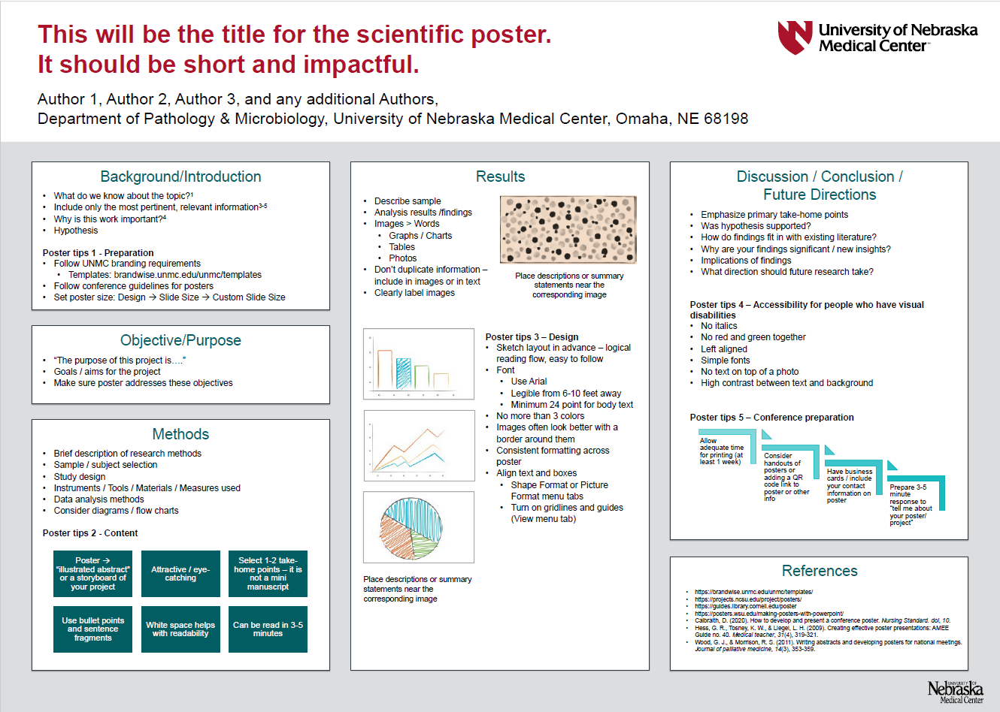 This will be the title for the scientific poster.
It should be short and impactful.
University of Nebraska
Medical Center™
Author 1, Author 2, Author 3, and any additional Authors,
Department of Pathology & Microbiology, University of Nebraska Medical Center, Omaha, NE 68198
Background/Introduction
• What do we know about the topic?¹
• Include only the most pertinent, relevant information³⁻⁵
• Why is this work important?⁴
• Hypothesis
Poster tips 1 - Preparation
• Follow UNMC branding requirements
• Templates: brandwise.unmc.edu/unmc/templates
• Follow conference guidelines for posters
• Set poster size: Design → Slide Size → Custom Slide Size
Objective/Purpose
• “The purpose of this project is….”
• Goals / aims for the project
• Make sure poster addresses these objectives
Methods
• Brief description of research methods
• Sample / subject selection
• Study design
• Instruments / Tools / Materials / Measures used
• Data analysis methods
• Consider diagrams / flow charts
Poster tips 2 - Content
Poster →
“illustrated abstract”
or a storyboard of
your project
Attractive / eye-
catching
Select 1-2 take-
home points – it is
not a mini
manuscript
Use bullet points
and sentence
fragments
White space helps
with readability
Can be read in 3-5
minutes
Results
• Describe sample
• Analysis results /findings
• Images > Words
• Graphs / Charts
• Tables
• Photos
• Don't duplicate information –
include in images or in text
• Clearly label images
Place descriptions or summary
statements near the
corresponding image
Poster tips 3 – Design
• Sketch layout in advance – logical
reading flow, easy to follow
• Font
• Use Arial
• Legible from 6-10 feet away
• Minimum 24 point for body text
• No more than 3 colors
• Images often look better with a
border around them
• Consistent formatting across
poster
• Align text and boxes
• Shape Format or Picture
Format menu tabs
• Turn on gridlines and guides
(View menu tab)
Place descriptions or summary
statements near the
corresponding image
Discussion / Conclusion /
Future Directions
• Emphasize primary take-home points
• Was hypothesis supported?
• How do findings fit in with existing literature?
• Why are your findings significant / new insights?
• Implications of findings
• What direction should future research take?
Poster tips 4 – Accessibility for people who have visual
disabilities
• No italics
• No red and green together
• Left aligned
• Simple fonts
• No text on top of a photo
• High contrast between text and background
Poster tips 5 – Conference preparation
Allow
adequate time
for printing (at
least 1 week)
Consider
handouts of
posters or
adding a QR
code link to
poster or other
info
Have business
cards / include
your contact
information on
poster
Prepare 3-5
minute
response to
“tell me about
your poster/
project”
References
• https://brandwise.unmc.edu/unmc/templates/
• https://projects.ncsu.edu/project/posters/
• https://guides.library.cornell.edu/poster
• https://posters.wsu.edu/making-posters-with-powerpoint/
• Calbraith, D. (2020). How to develop and present a conference poster. Nursing Standard. doi, 10.
• Hess, G. R., Tosney, K. W., & Liegel, L. H. (2009). Creating effective poster presentations: AMEE
Guide no. 40. Medical teacher, 31(4), 319-321.
• Wood, G. J., & Morrison, R. S. (2011). Writing abstracts and developing posters for national meetings.
Journal of palliative medicine, 14(3), 353-359.
UNIVERSITY OF
Nebraska
Medical Center